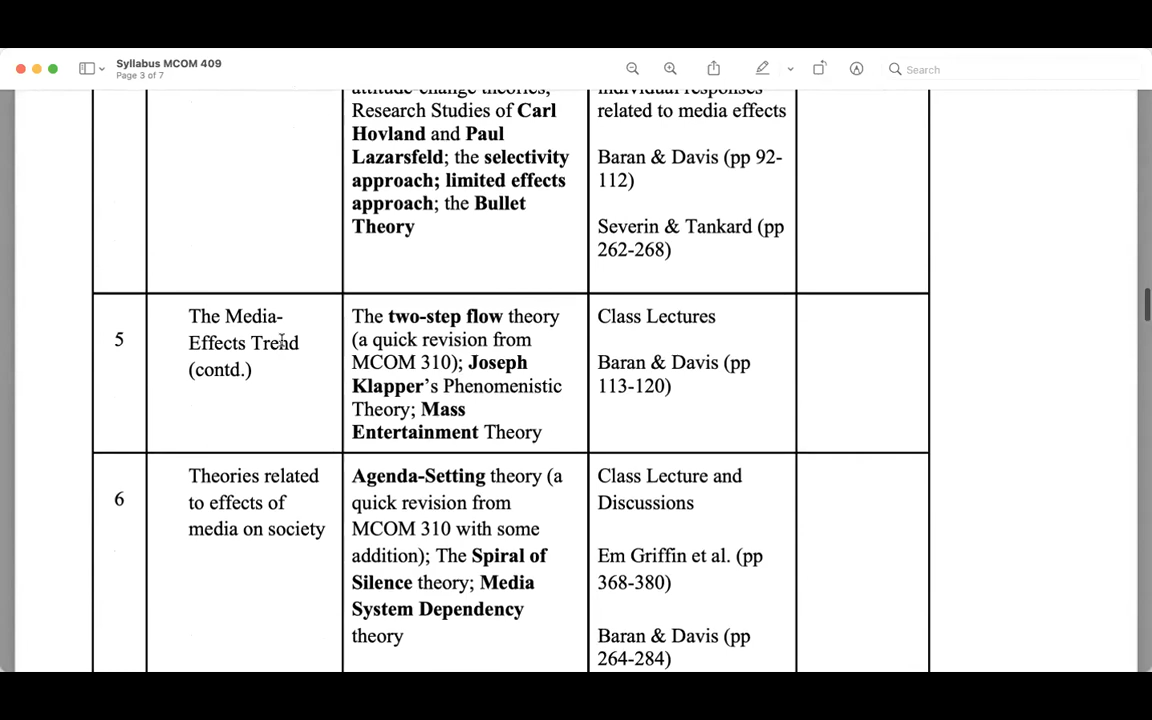 Syllabus MCOM 409
Page 3 of 7
Search
attitude change theories;
Research Studies of Carl
Hovland and Paul
Lazarsfeld; the selectivity
approach; limited effects
approach; the Bullet
Theory
individual responses
related to media effects
Baran & Davis (pp 92-
112)
Severin & Tankard (pp
262-268)
5
The Media-
Effects Trend
(contd.)
The two-step flow theory
(a quick revision from
MCOM 310); Joseph
Klapper's Phenomenistic
Theory; Mass
Entertainment Theory
Class Lectures
Baran & Davis (pp
113-120)
6
Theories related
to effects of
media on society
Agenda-Setting theory (a
quick revision from
MCOM 310 with some
addition); The Spiral of
Silence theory; Media
System Dependency
theory
Class Lecture and
Discussions
Em Griffin et al. (pp
368-380)
Baran & Davis (pp
264-284)